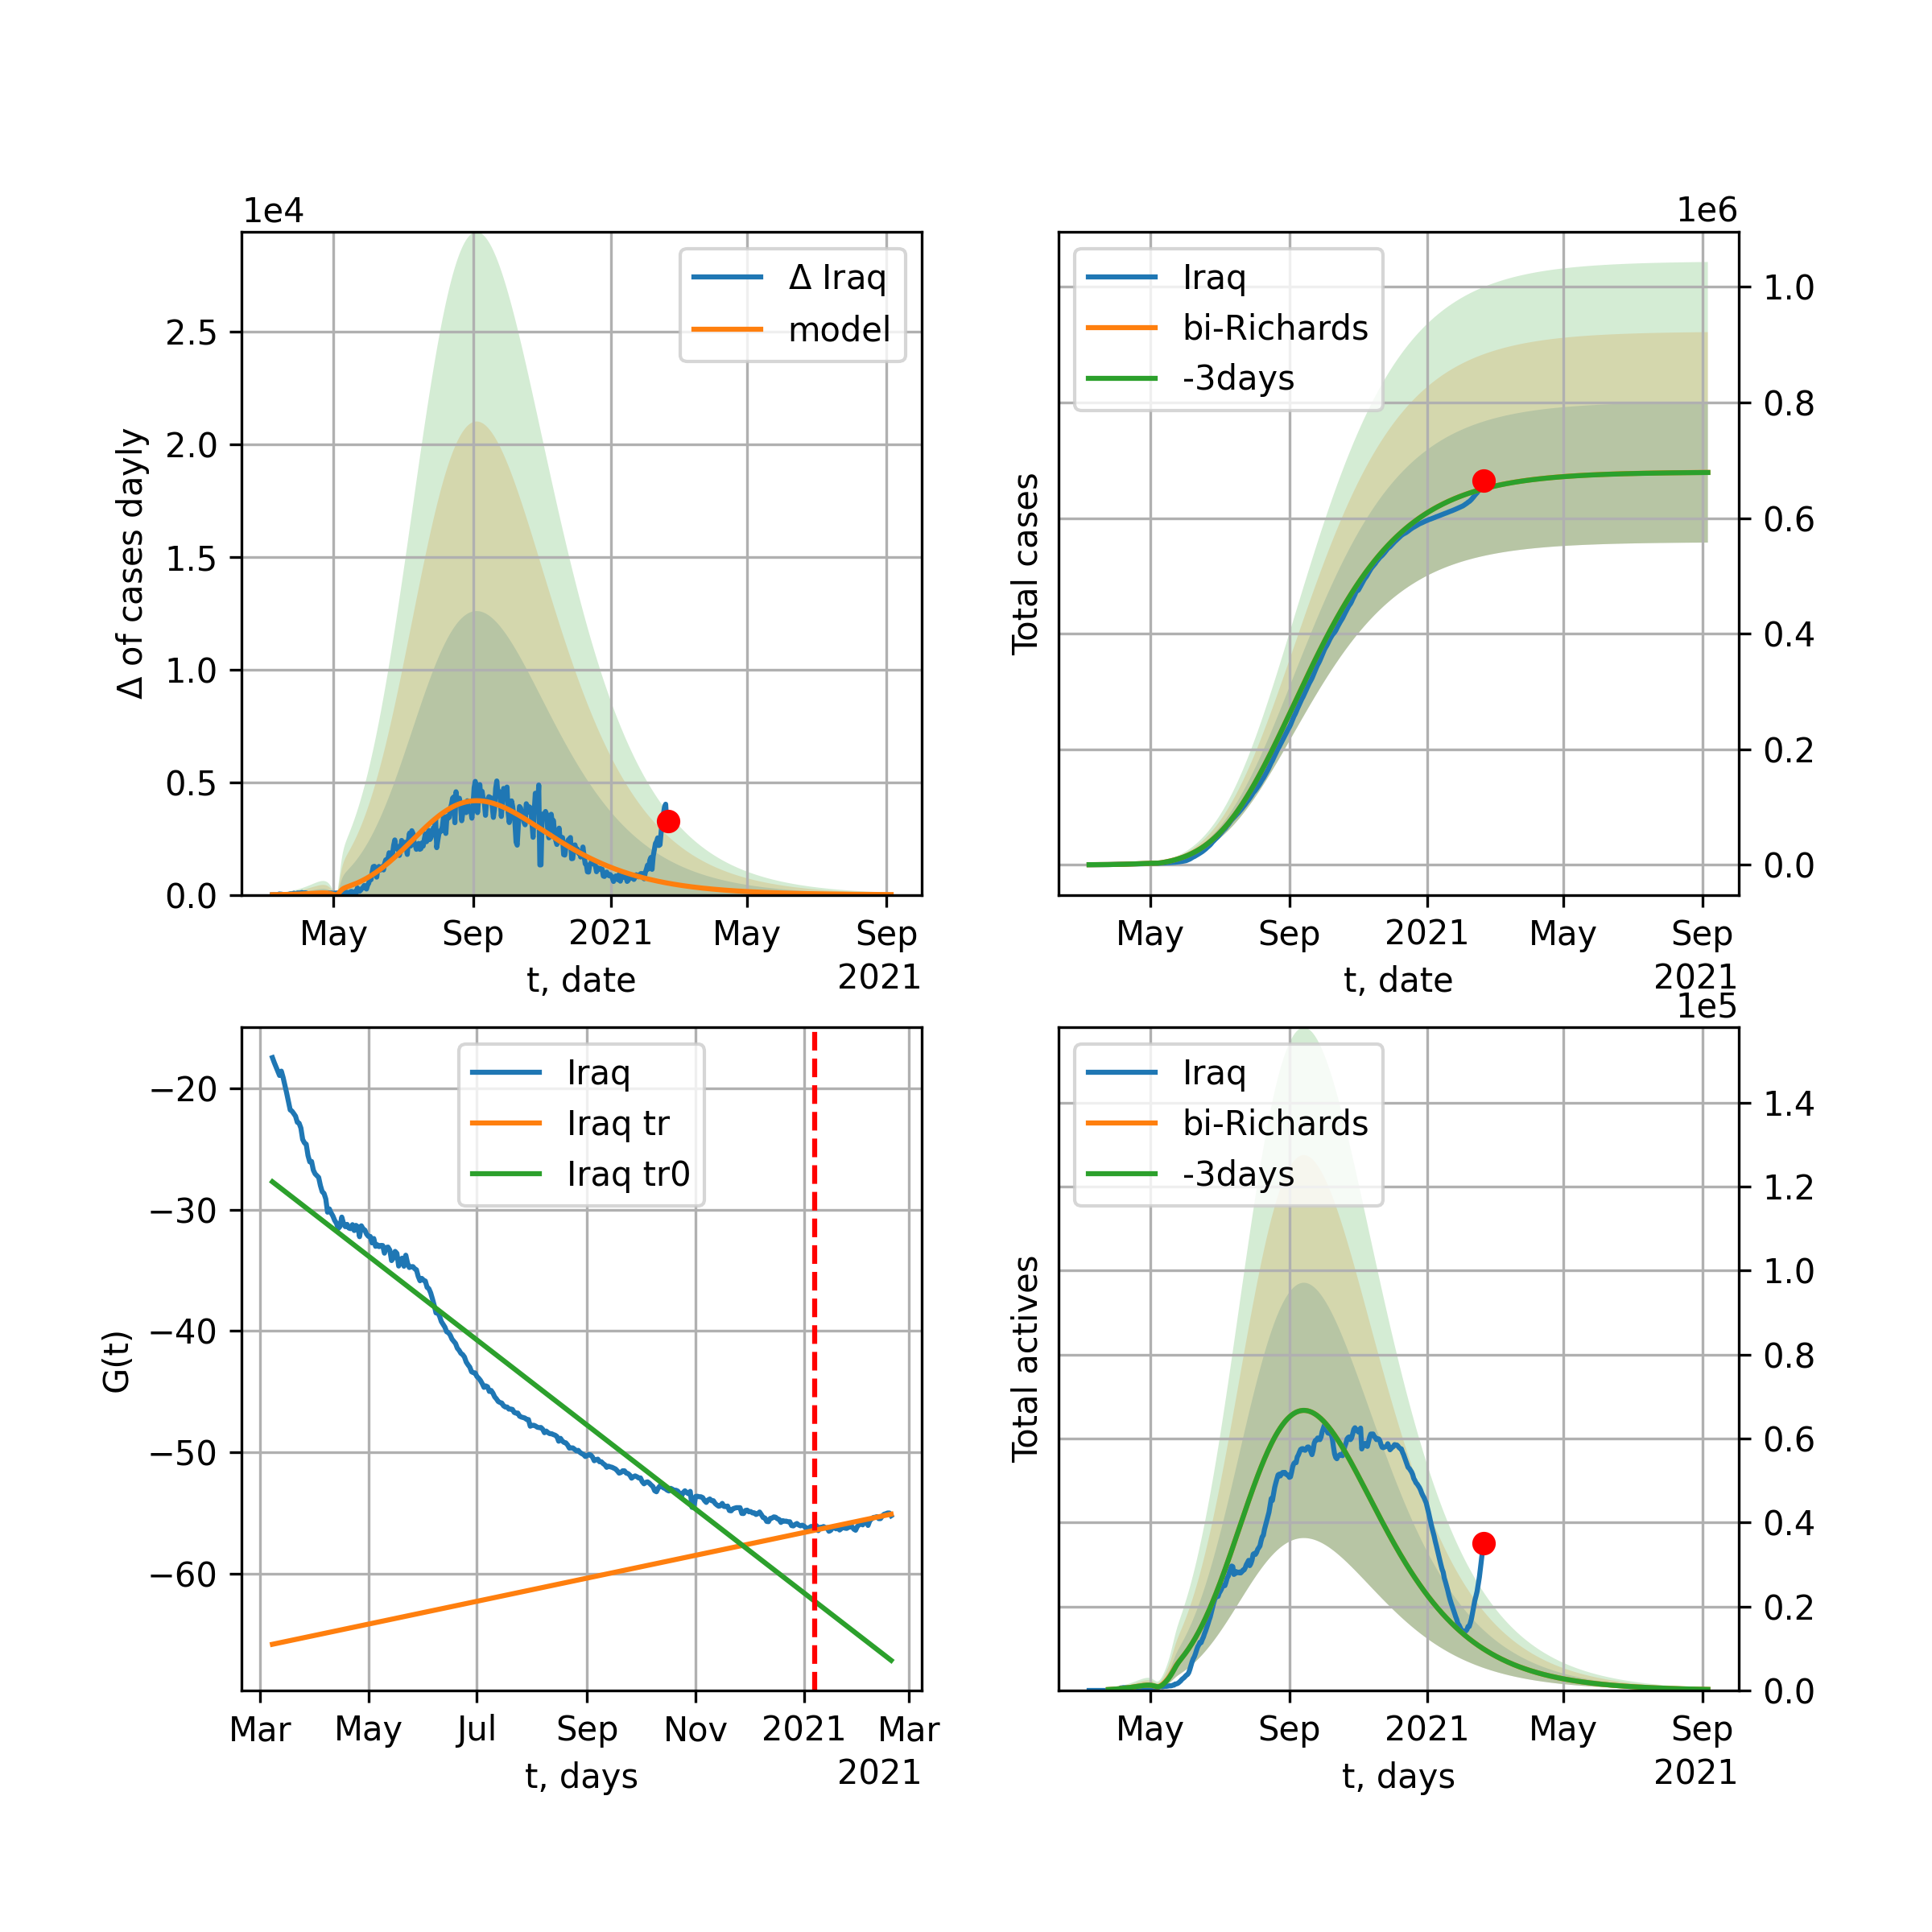 1e4
Δ of cases dayly
2.5
2.0
1.5
1.0
0.5
0.0
Δ Iraq
model
May Sep 2021 May Sep
2021
t, date
1e6
Total cases
Iraq
bi-Richards
-3days
1.0
0.8
0.6
0.4
0.2
0.0
May Sep 2021 May Sep
2021
t, date
G(t)
−20
−30
−40
−50
−60
Iraq
Iraq tr
Iraq tr0
Mar May Jul Sep Nov 2021 Mar
2021
t, days
1e5
Total actives
Iraq
bi-Richards
-3days
1.4
1.2
1.0
0.8
0.6
0.4
0.2
0.0
May Sep 2021 May Sep
2021
t, days